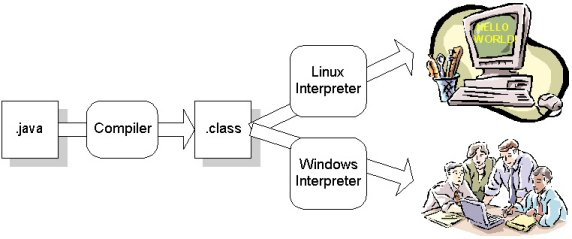 .java
Compiler
.class
Linux
Interpreter
Windows
Interpreter
HELLO
WORLD!